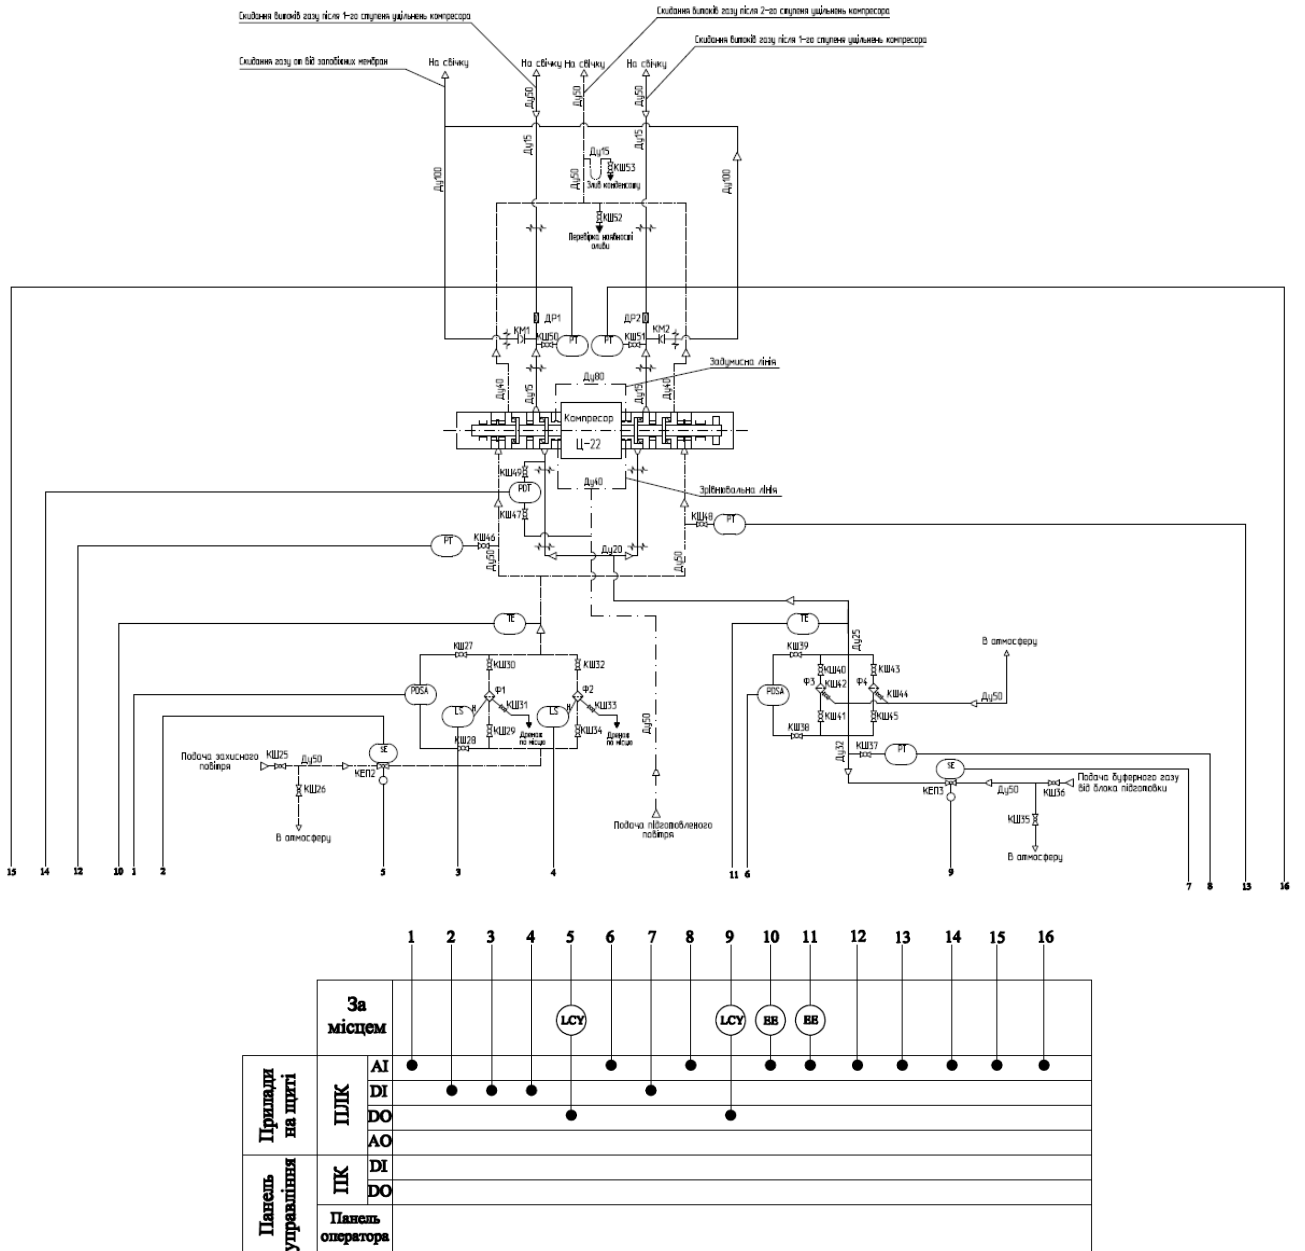 Скидання витоків газу після 1-го ступеня ущільнень компресора
Скидання витоків газу після 2-го ступеня ущільнень компресора
Скидання витоків газу після 1-го ступеня ущільнень компресора
Скидання газу от від запобіжних мембран
На свічку
На свічку
На свічку
На свічку
Ду50
Ду50
Ду50
Ду15
Ду15
Ду15
КШ53
Злив конденсату
Ду100
Ду50
Ду100
КШ52
Перевірка наявності
оливи
ДР1
ДР2
КМ1
КШ50
PT
PT
КШ51
КМ2
Задумисна лінія
Ду80
Ду40
Ду15
Ду15
Ду40
Компресор
Ц-22
КШ49
PDT
КШ47
Ду40
Зрівнювальна лінія
КШ48
PT
PT
КШ46
Ду50
Ду20
Ду50
TE
TE
Ду25
В атмосферу
КШ27
КШ39
КШ30
КШ32
КШ40
КШ43
PDSA
Ф1
Ф2
PDSA
Ф3
КШ42
Ф4
КШ44
LS
H
КШ31
LS
H
КШ33
Ду50
КШ29
КШ34
КШ41
КШ45
Дренаж
по місцю
Дренаж
по місцю
КШ28
КШ38
Ду50
Ду32
SE
КШ37
PT
Подача захисного
повітря
КШ25
Ду50
КЕП2
SE
КЕП3
Ду50
КШ36
Подача буферного газу
від блока підготовки
КШ26
КШ35
Подача підготовленого
повітря
В атмосферу
В атмосферу
15 14 12 10 1 2 5 3 4 11 6 9 7 8 13 16
1 2 3 4 5 6 7 8 9 10 11 12 13 14 15 16
За
місцем
LCY LCY EE EE
Прилади
на щиті
ПЛК
AI
DI
DO
AO
Панель
управління
ПК
DI
DO
Панель
оператора